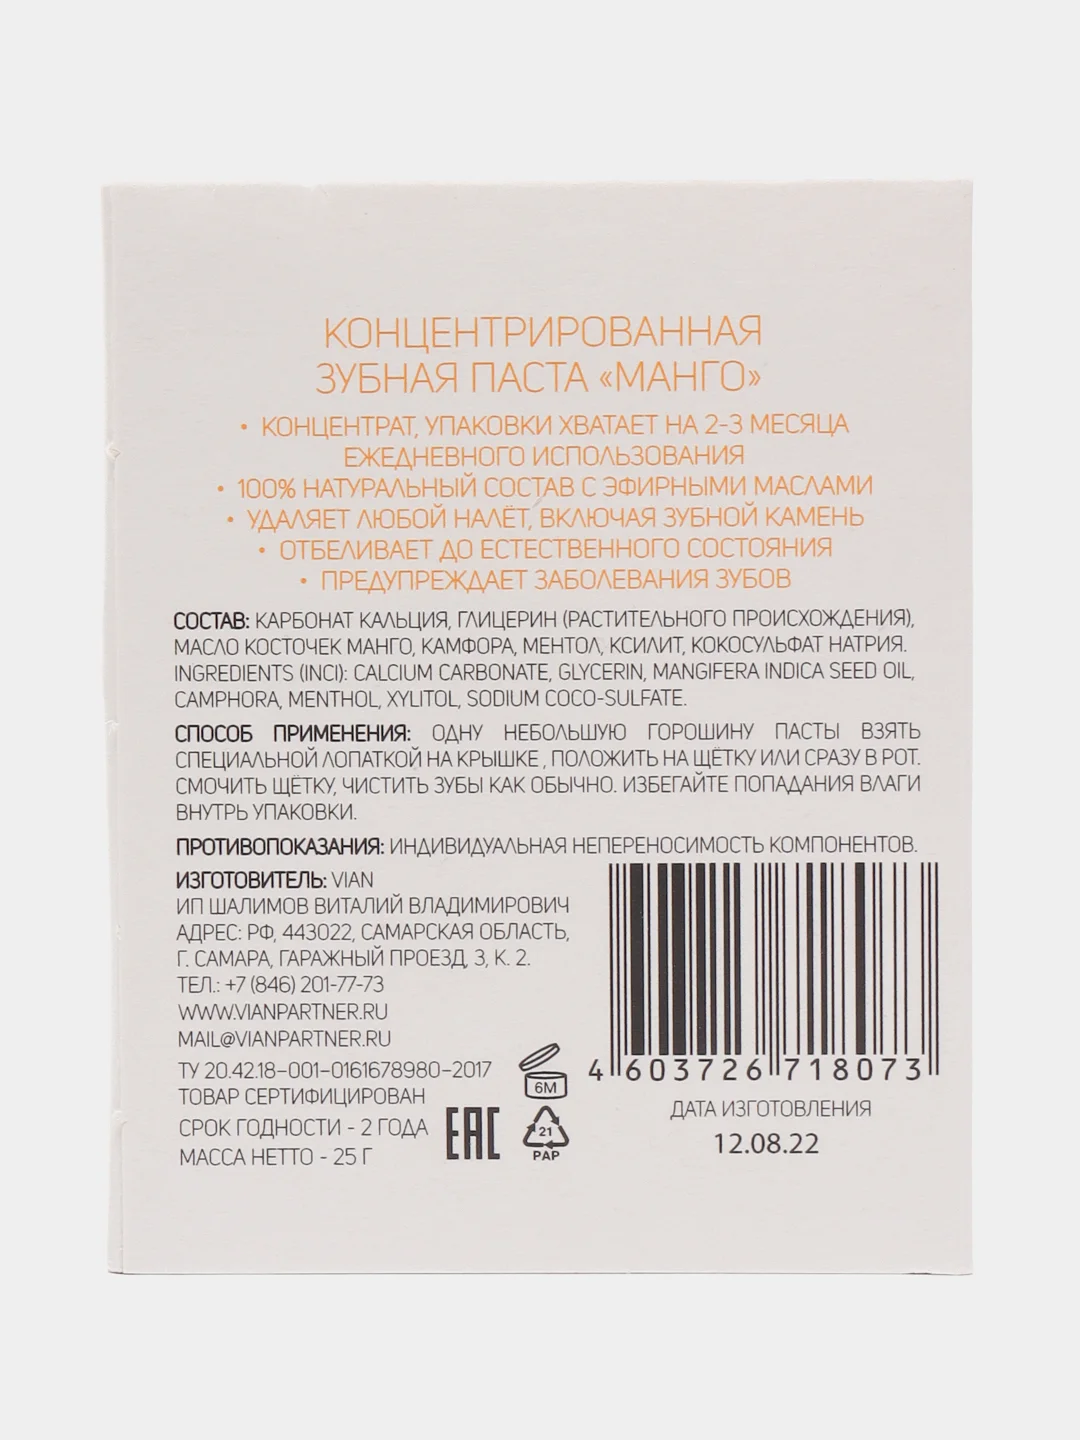 КОНЦЕНТРИРОВАННАЯ
ЗУБНАЯ ПАСТА «МАНГО»
• КОНЦЕНТРАТ, УПАКОВКИ ХВАТАЕТ НА 2-3 МЕСЯЦА
ЕЖЕДНЕВНОГО ИСПОЛЬЗОВАНИЯ
• 100% НАТУРАЛЬНЫЙ СОСТАВ С ЭФИРНЫМИ МАСЛАМИ
• УДАЛЯЕТ ЛЮБОЙ НАЛЁТ, ВКЛЮЧАЯ ЗУБНОЙ КАМЕНЬ
• ОТБЕЛИВАЕТ ДО ЕСТЕСТВЕННОГО СОСТОЯНИЯ
• ПРЕДУПРЕЖДАЕТ ЗАБОЛЕВАНИЯ ЗУБОВ
СОСТАВ: КАРБОНАТ КАЛЬЦИЯ, ГЛИЦЕРИН (РАСТИТЕЛЬНОГО ПРОИСХОЖДЕНИЯ),
МАСЛО КОСТОЧЕК МАНГО, КАМФОРА, МЕНТОЛ, КСИЛИТ, КОКОСУЛЬФАТ НАТРИЯ.
INGREDIENTS (INCI): CALCIUM CARBONATE, GLYCERIN, MANGIFERA INDICA SEED OIL,
CAMPHORA, MENTHOL, XYLITOL, SODIUM COCO-SULFATE.
СПОСОБ ПРИМЕНЕНИЯ: ОДНУ НЕБОЛЬШУЮ ГОРОШИНУ ПАСТЫ ВЗЯТЬ
СПЕЦИАЛЬНОЙ ЛОПАТКОЙ НА КРЫШКЕ , ПОЛОЖИТЬ НА ЩЁТКУ ИЛИ СРАЗУ В РОТ.
СМОЧИТЬ ЩЁТКУ, ЧИСТИТЬ ЗУБЫ КАК ОБЫЧНО. ИЗБЕГАЙТЕ ПОПАДАНИЯ ВЛАГИ
ВНУТРЬ УПАКОВКИ.
ПРОТИВОПОКАЗАНИЯ: ИНДИВИДУАЛЬНАЯ НЕПЕРЕНОСИМОСТЬ КОМПОНЕНТОВ.
ИЗГОТОВИТЕЛЬ: VIAN
ИП ШАЛИМОВ ВИТАЛИЙ ВЛАДИМИРОВИЧ
АДРЕС: РФ, 443022, САМАРСКАЯ ОБЛАСТЬ,
Г. САМАРА, ГАРАЖНЫЙ ПРОЕЗД, 3, К. 2.
ТЕЛ.: +7 (846) 201-77-73
WWW.VIANPARTNER.RU
MAIL@VIANPARTNER.RU
ТУ 20.42.18-001-0161678980-2017
ТОВАР СЕРТИФИЦИРОВАН
СРОК ГОДНОСТИ - 2 ГОДА
МАССА НЕТТО - 25 Г
EAC
6M
21
PAP
4 603726 718073
ДАТА ИЗГОТОВЛЕНИЯ
12.08.22